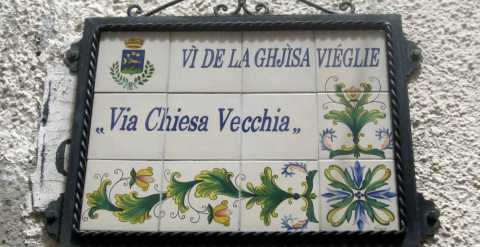 VÌ DE LA GHJÌSA VIÉGLIE
„Via Chiesa Vecchia„